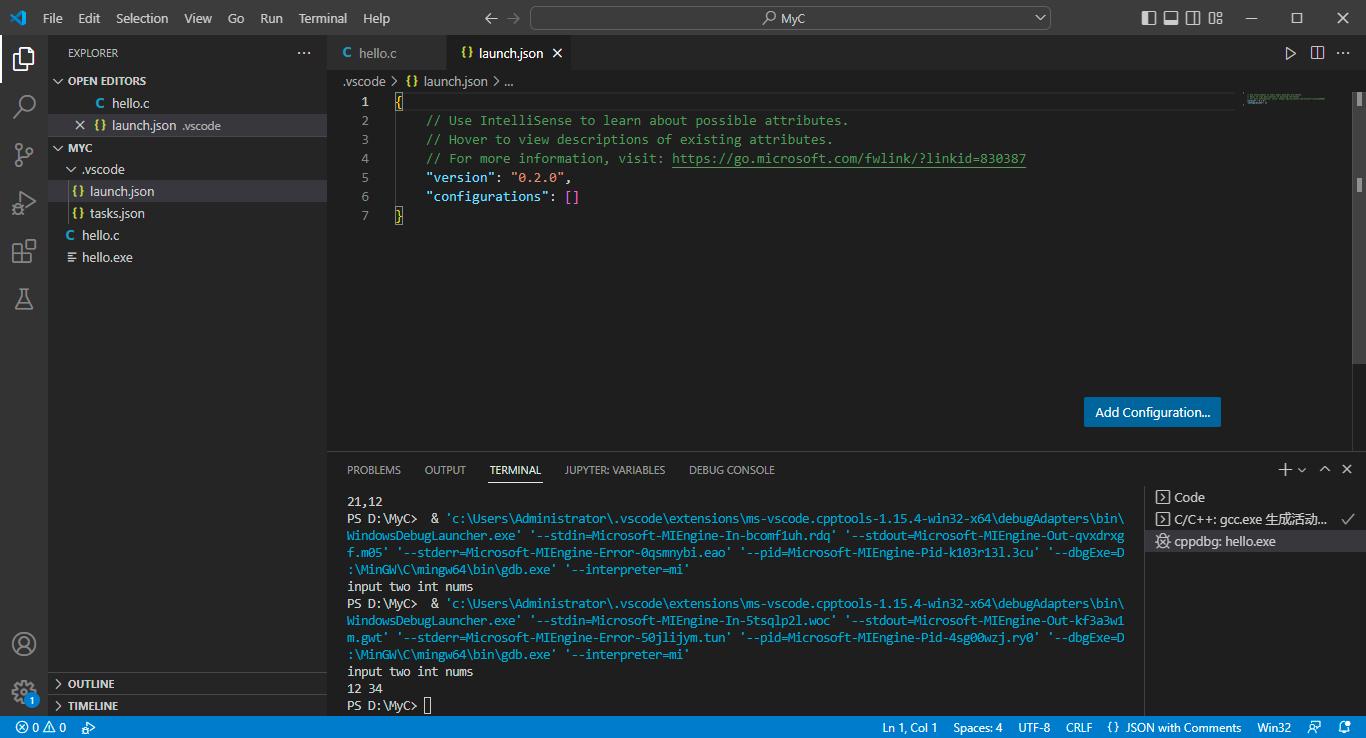 File Edit Selection View Go Run Terminal Help
MyC
EXPLORER
OPEN EDITORS
hello.c
launch.json .vscode
MYC
.vscode
launch.json
tasks.json
hello.c
hello.exe
OUTLINE
TIMELINE
hello.c
launch.json
.vscode > launch.json > ...
1 {
2 // Use IntelliSense to learn about possible attributes.
3 // Hover to view descriptions of existing attributes.
4 // For more information, visit: https://go.microsoft.com/fwlink/?linkid=830387
5 "version": "0.2.0",
6 "configurations": []
7 }
Add Configuration...
PROBLEMS OUTPUT TERMINAL JUPYTER: VARIABLES DEBUG CONSOLE
21,12
PS D:\MyC> & 'c:\Users\Administrator\.vscode\extensions\ms-vscode.cpptools-1.15.4-win32-x64\debugAdapters\bin\
WindowsDebugLauncher.exe' '--stdin=Microsoft-MIEngine-In-bcomf1uh.rdq' '--stdout=Microsoft-MIEngine-Out-qvxdrxg
f.m05' '--stderr=Microsoft-MIEngine-Error-0qsmnybi.eao' '--pid=Microsoft-MIEngine-Pid-k103r13l.3cu' '--dbgExe=D
:\MinGW\C\mingw64\bin\gdb.exe' '--interpreter=mi'
input two int nums
PS D:\MyC> & 'c:\Users\Administrator\.vscode\extensions\ms-vscode.cpptools-1.15.4-win32-x64\debugAdapters\bin\
WindowsDebugLauncher.exe' '--stdin=Microsoft-MIEngine-In-5tsqlp2l.woc' '--stdout=Microsoft-MIEngine-Out-kf3a3w1
m.gwt' '--stderr=Microsoft-MIEngine-Error-50jlijym.tun' '--pid=Microsoft-MIEngine-Pid-4sg00wzj.ry0' '--dbgExe=D
:\MinGW\C\mingw64\bin\gdb.exe' '--interpreter=mi'
input two int nums
12 34
PS D:\MyC>
Code
C/C++: gcc.exe 生成活动...
cppdbg: hello.exe
1
0 0
Ln 1, Col 1 Spaces: 4 UTF-8 CRLF {} JSON with Comments Win32